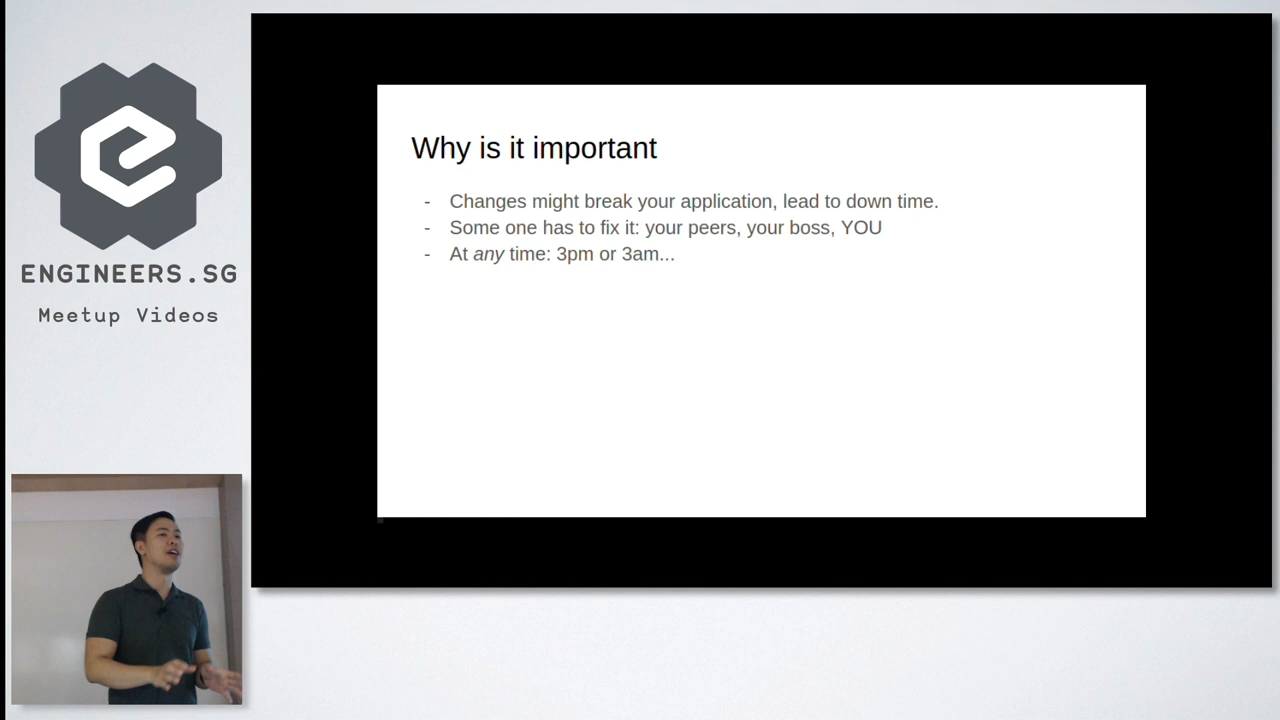 ENGINEERS.SG
Meetup Videos
Why is it important
- Changes might break your application, lead to down time.
- Some one has to fix it: your peers, your boss, YOU
- At any time: 3pm or 3am...